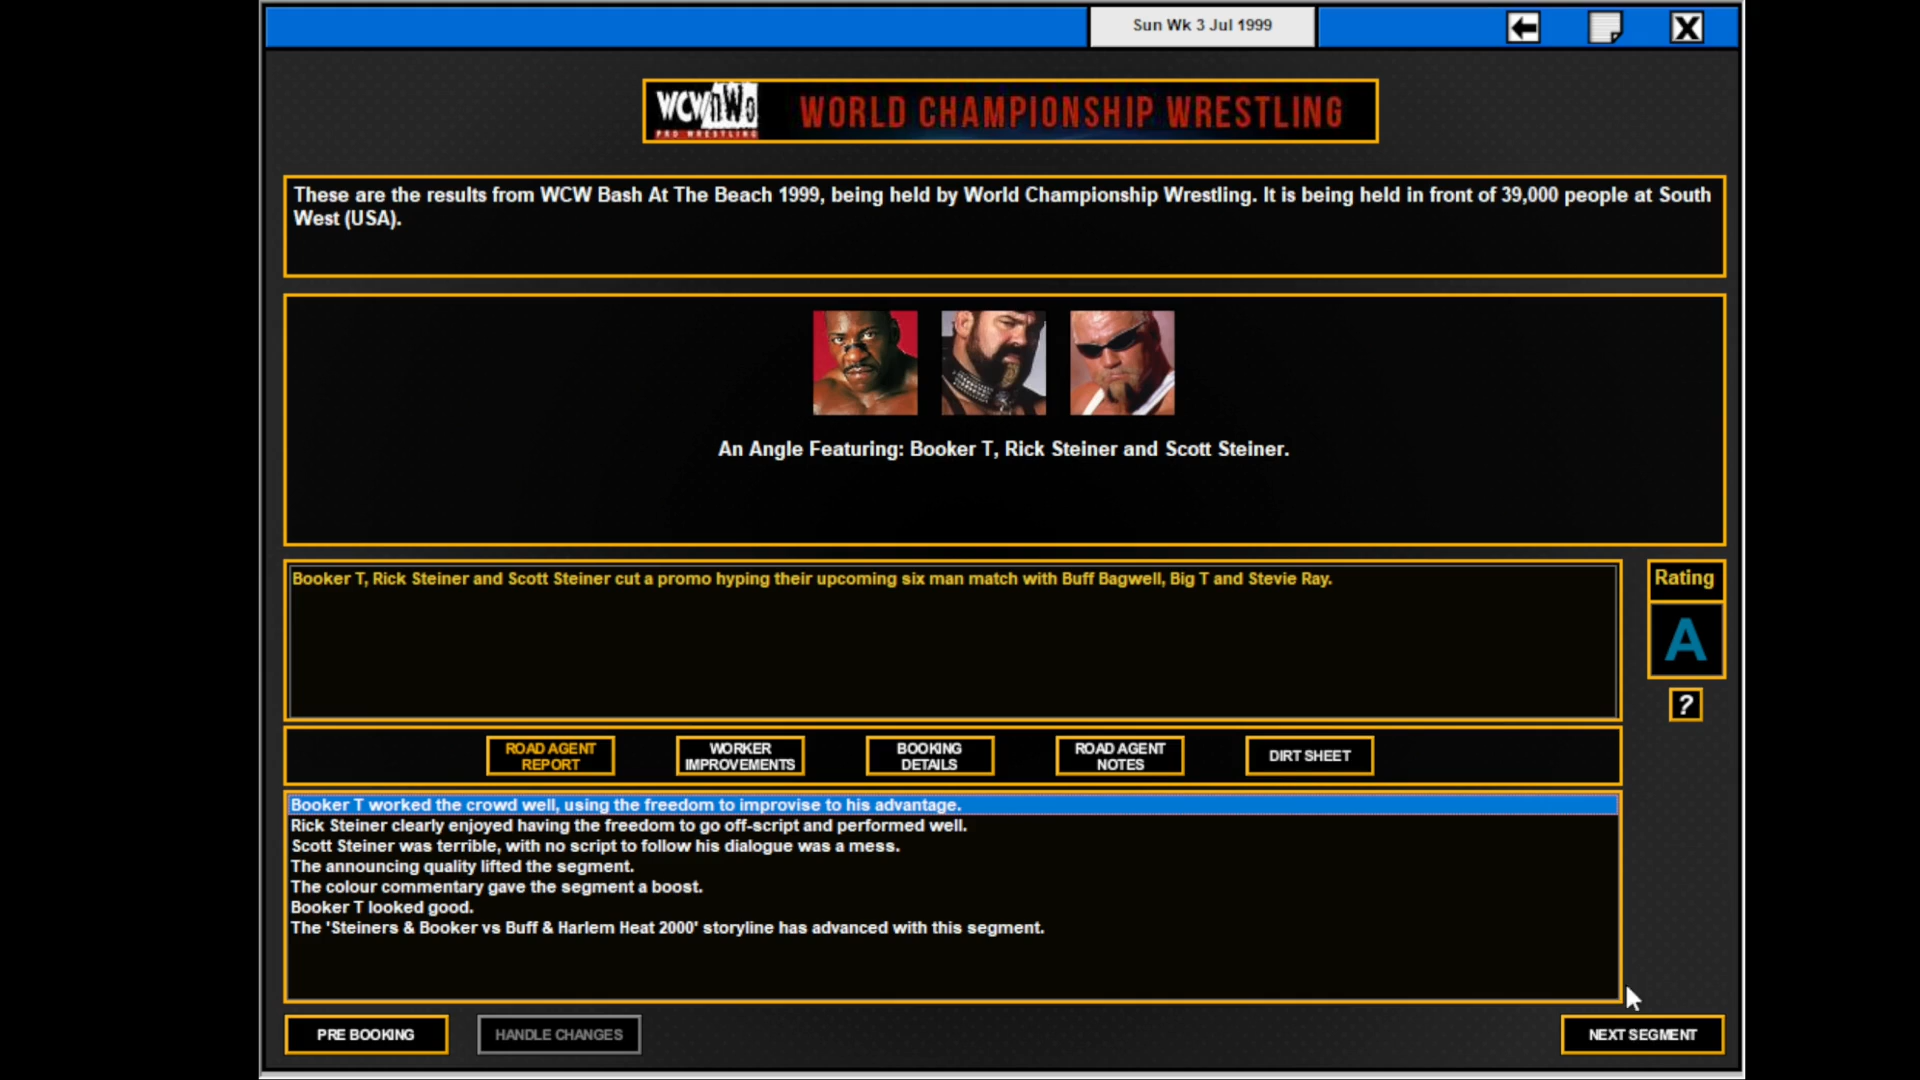 Sun Wk 3 Jul 1999
WCW nWo
PRO WRESTLING
WORLD CHAMPIONSHIP WRESTLING
These are the results from WCW Bash At The Beach 1999, being held by World Championship Wrestling. It is being held in front of 39,000 people at South
West (USA).
An Angle Featuring: Booker T, Rick Steiner and Scott Steiner.
Booker T, Rick Steiner and Scott Steiner cut a promo hyping their upcoming six man match with Buff Bagwell, Big T and Stevie Ray.
Rating
A
?
ROAD AGENT
REPORT
WORKER
IMPROVEMENTS
BOOKING
DETAILS
ROAD AGENT
NOTES
DIRT SHEET
Booker T worked the crowd well, using the freedom to improvise to his advantage.
Rick Steiner clearly enjoyed having the freedom to go off-script and performed well.
Scott Steiner was terrible, with no script to follow his dialogue was a mess.
The announcing quality lifted the segment.
The colour commentary gave the segment a boost.
Booker T looked good.
The 'Steiners & Booker vs Buff & Harlem Heat 2000' storyline has advanced with this segment.
PRE BOOKING
HANDLE CHANGES
NEXT SEGMENT